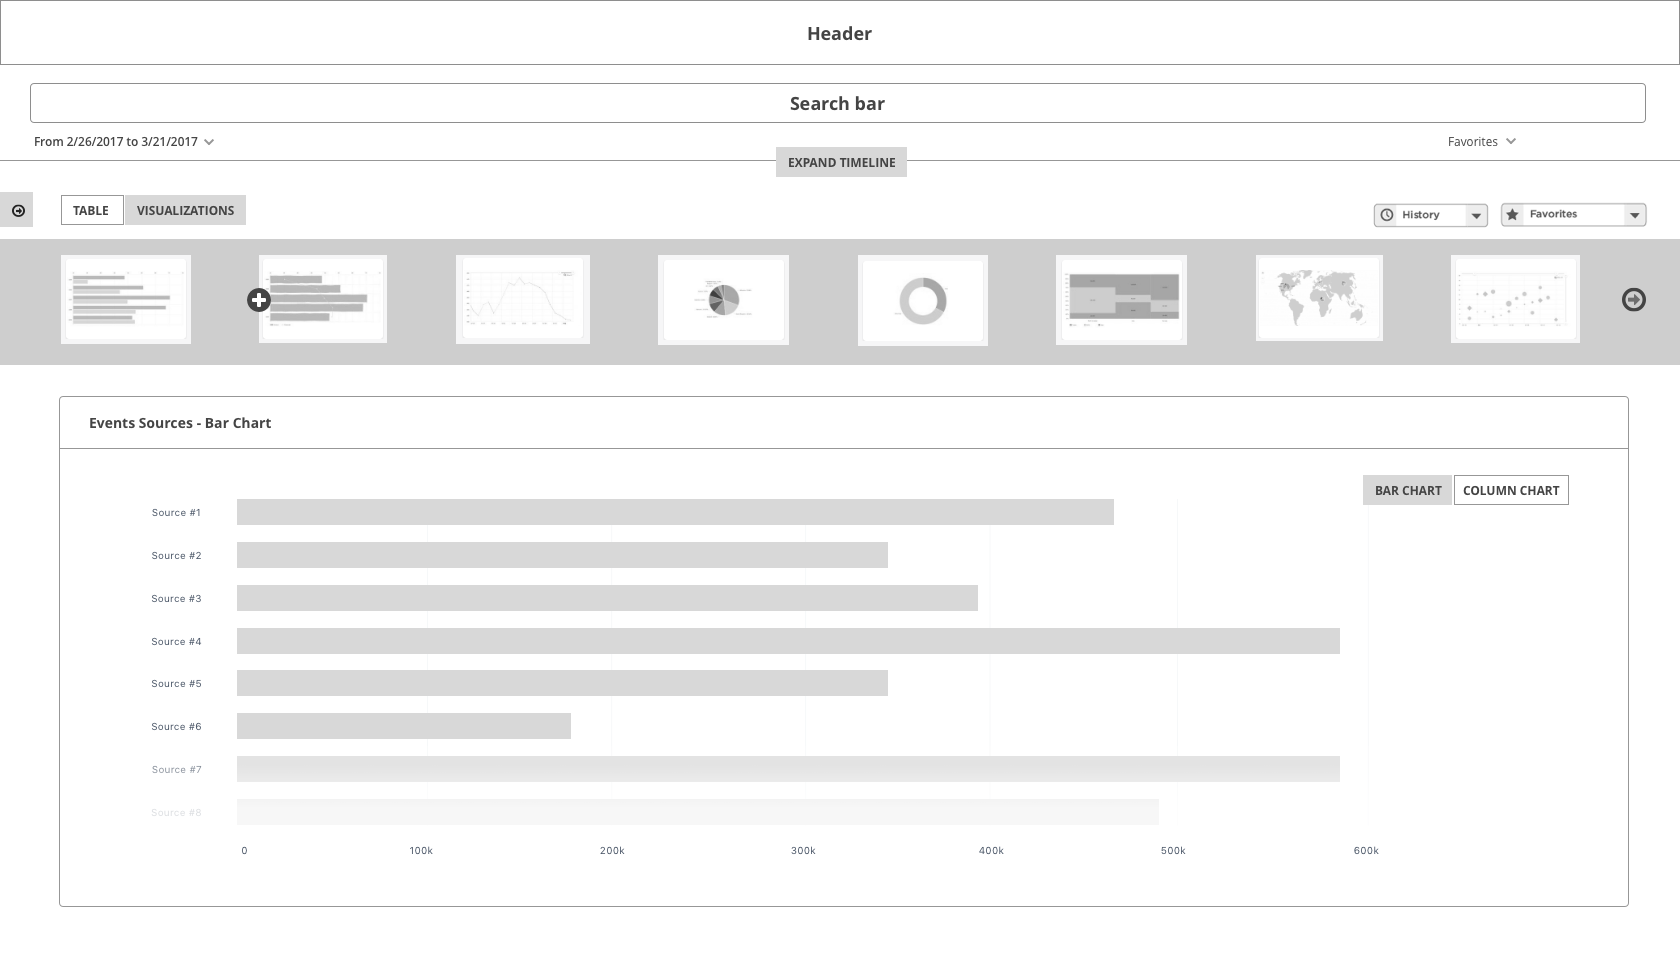 Header
Search bar
From 2/26/2017 to 3/21/2017
Favorites
EXPAND TIMELINE
TABLE
VISUALIZATIONS
History
Favorites
Events Sources - Bar Chart
BAR CHART
COLUMN CHART
Source #1
Source #2
Source #3
Source #4
Source #5
Source #6
Source #7
Source #8
0 100k 200k 300k 400k 500k 600k